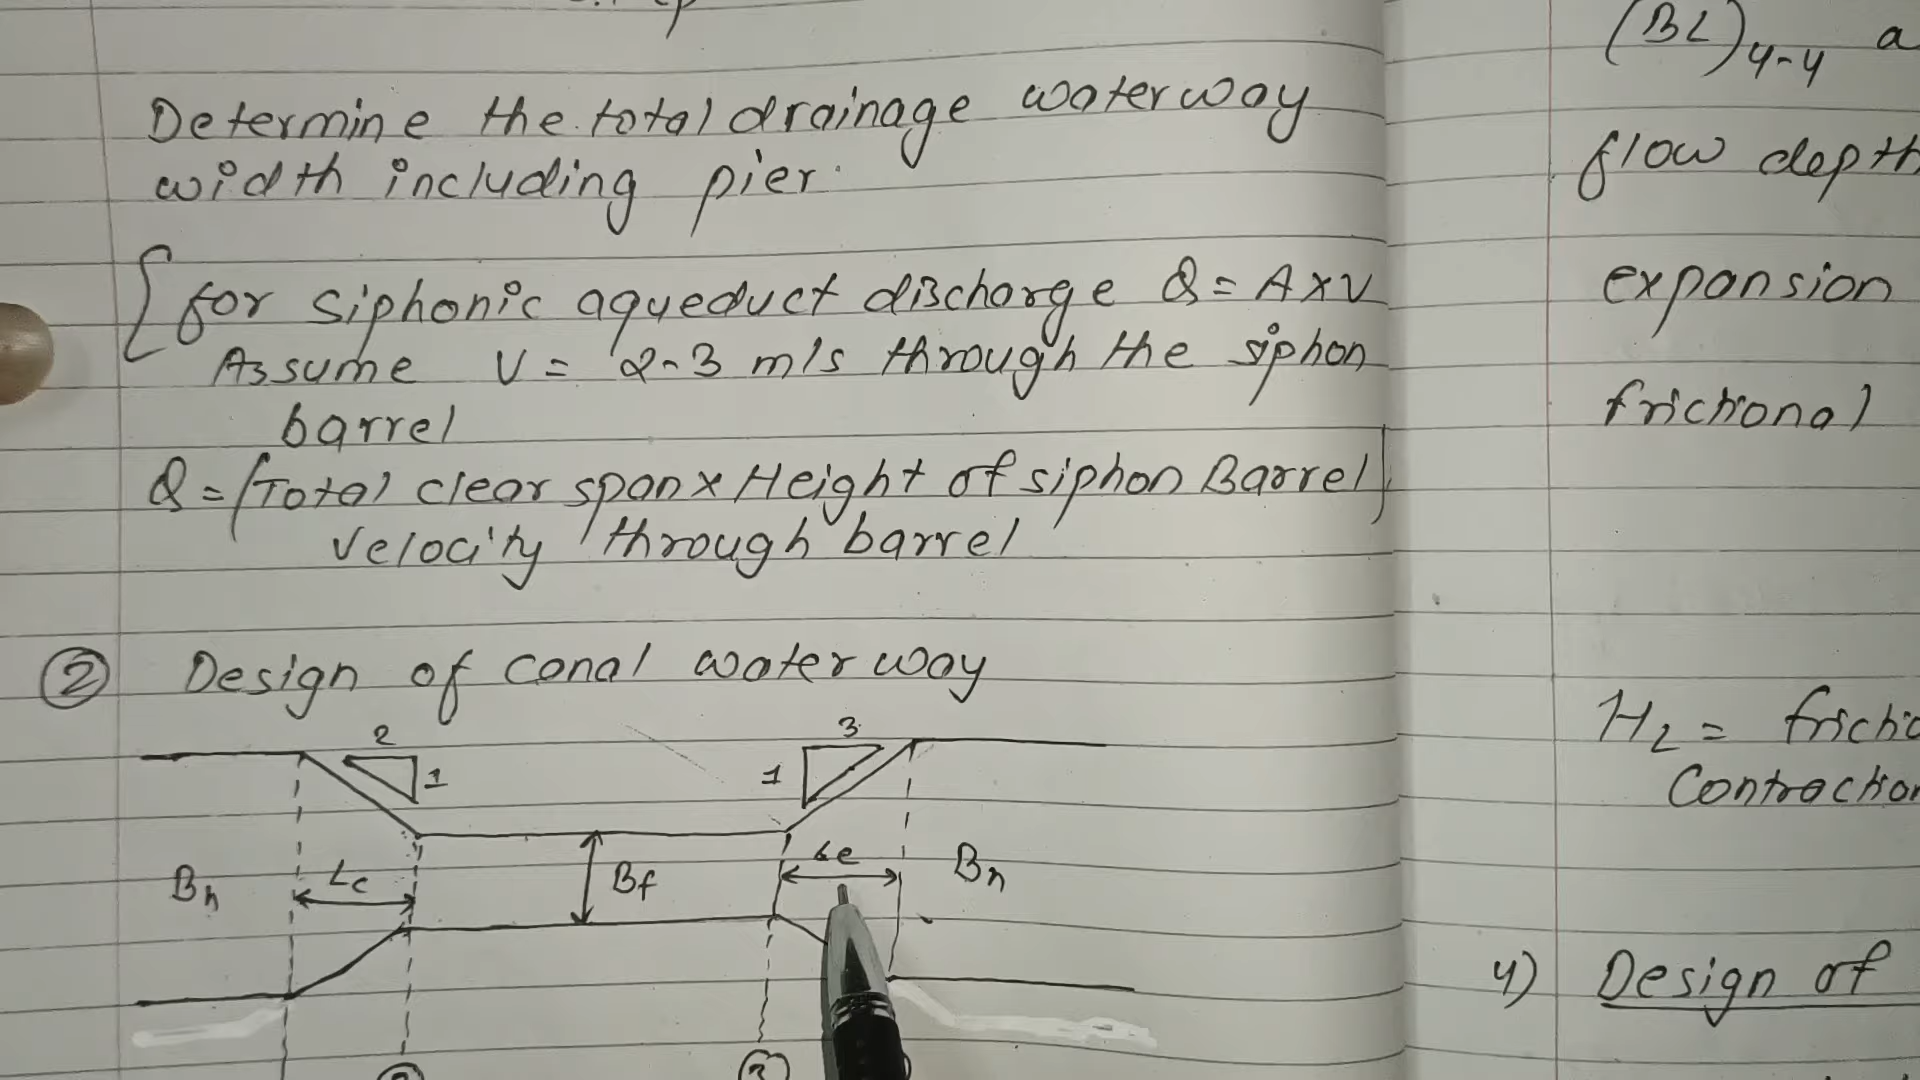 Determine the total drainage waterway
width including pier.
for siphonic aqueduct discharge Q = A x V
Assume V = 2-3 m/s through the siphon
barrel
Q = (Total clear span x Height of siphon Barrel)
velocity through barrel
② Design of canal waterway
2
1
3
1
Bn
Lc
Bf
Le
Bn
3
(BL)4-4 a
flow depth
expansion
frictional
HL = frictio
Contraction
4) Design of